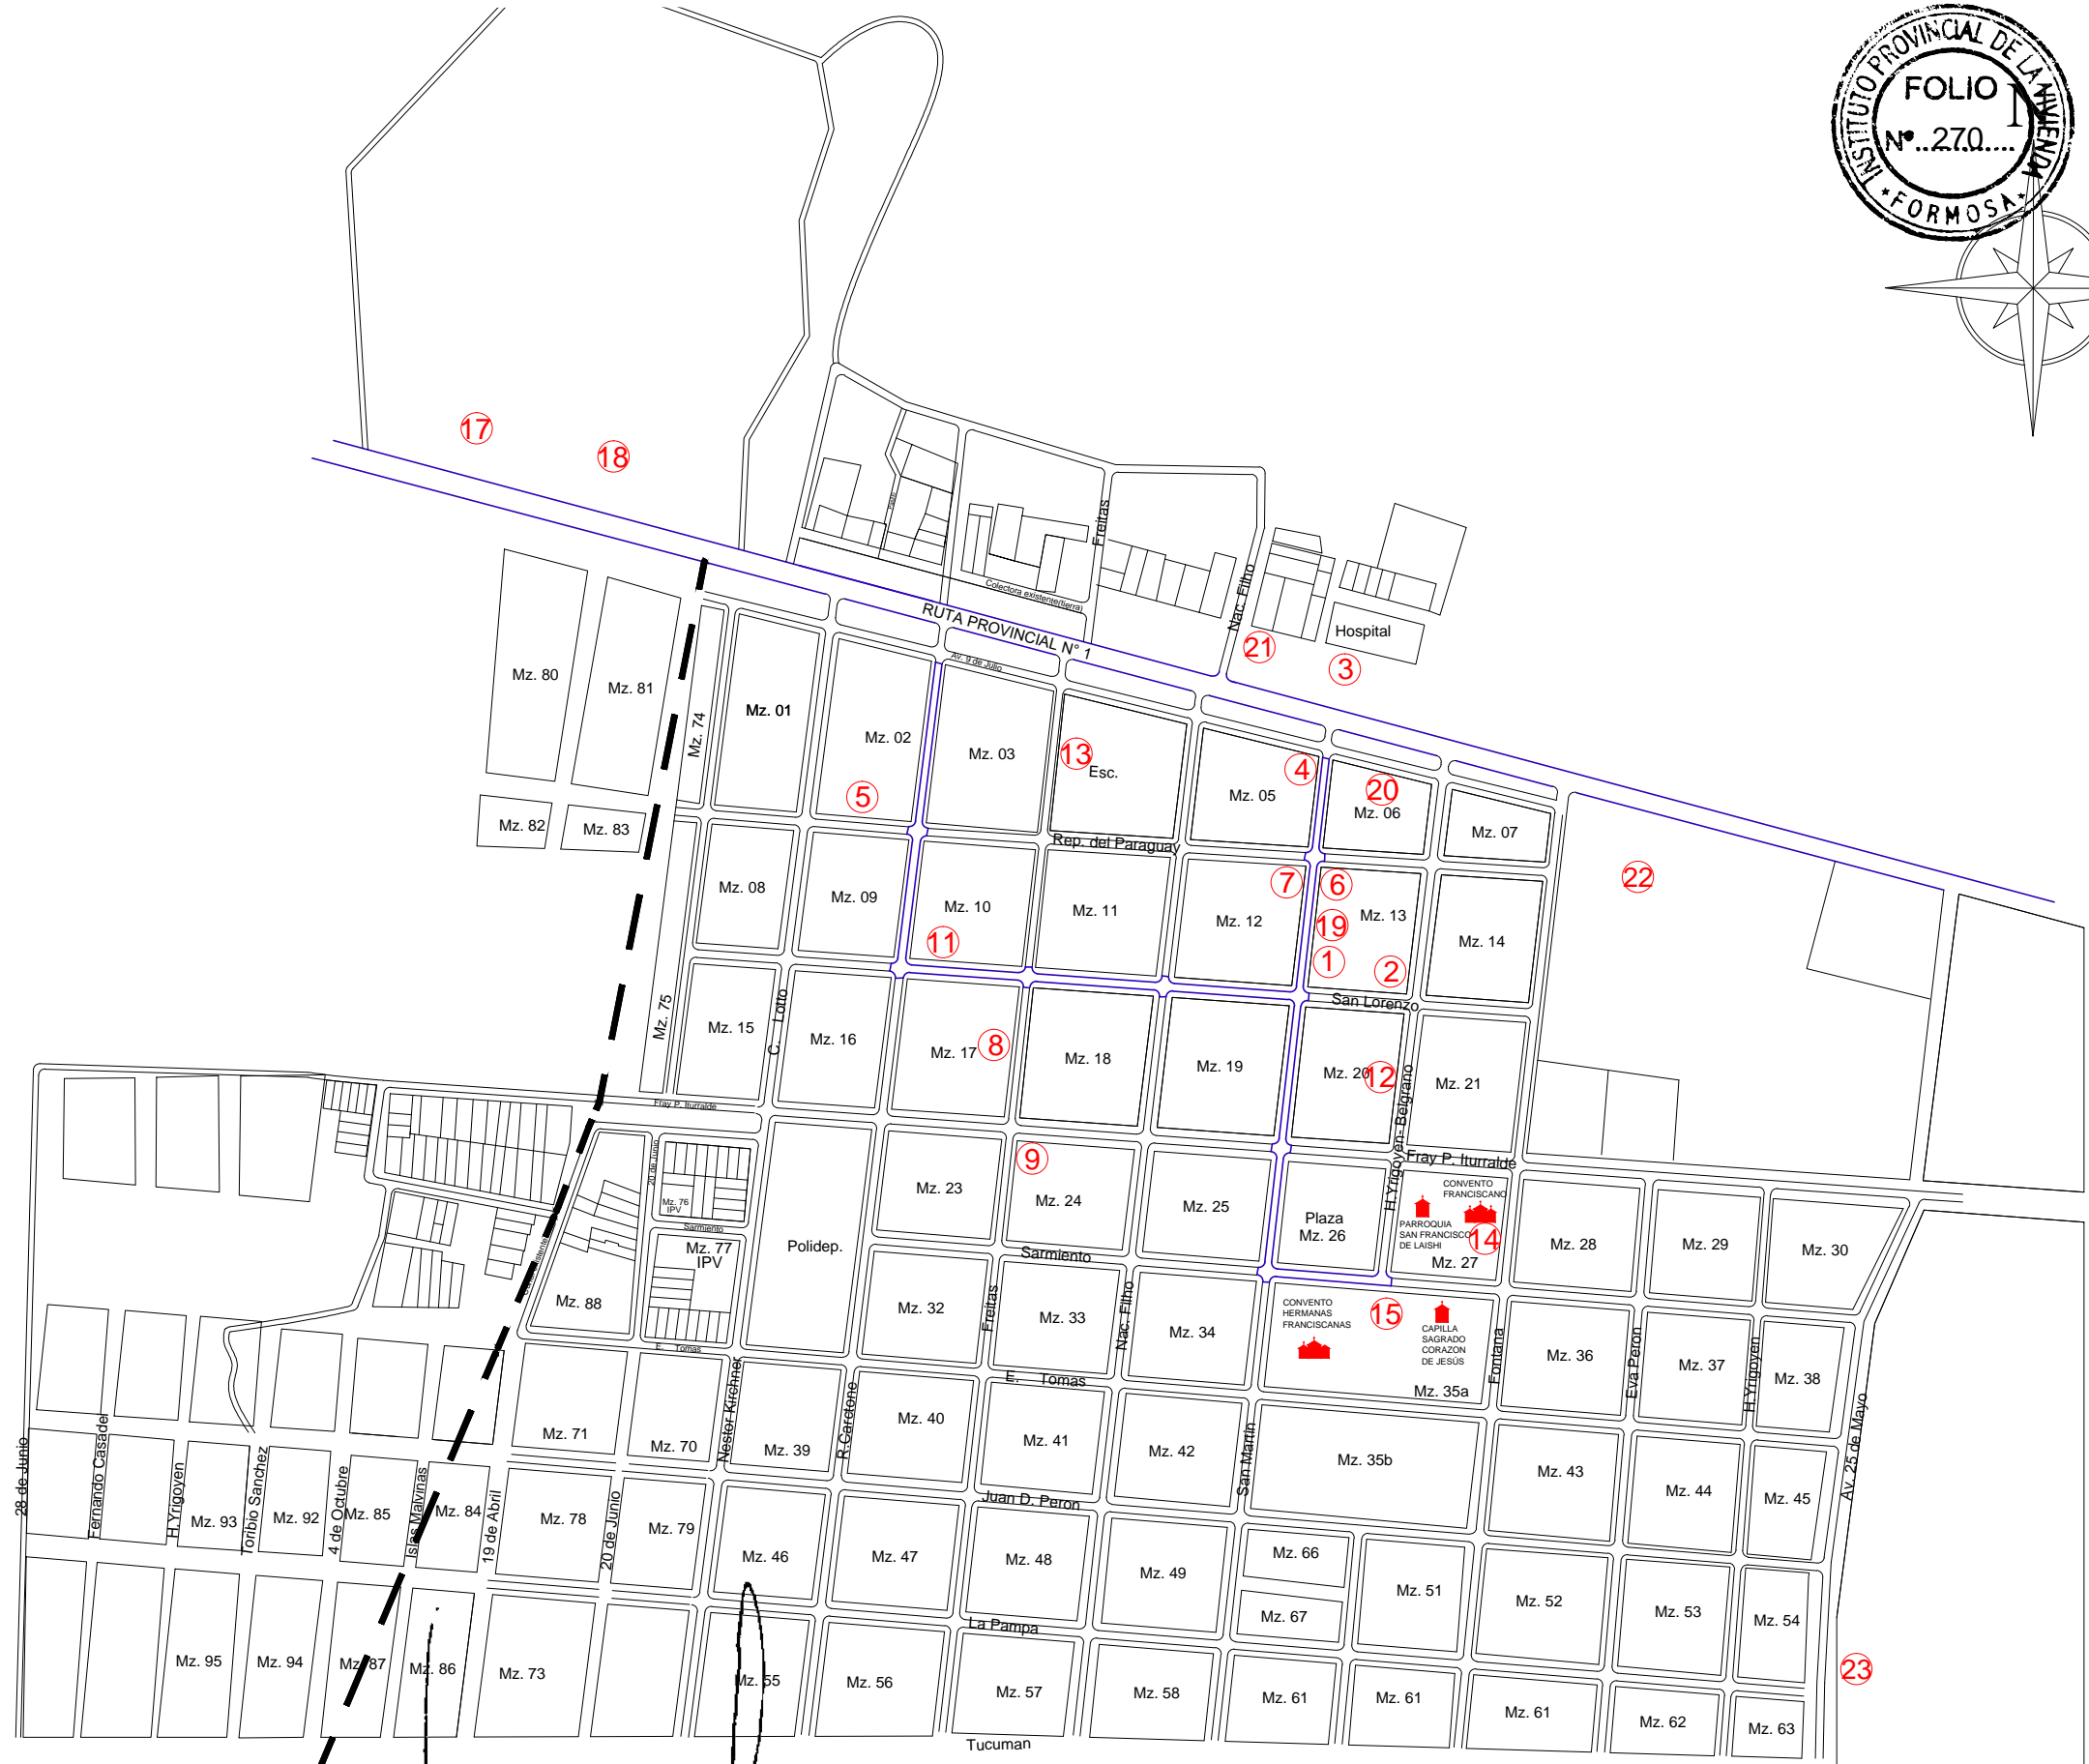 INSTITUTO PROVINCIAL DE LA VIVIENDA
FOLIO
N
Nº..270....
* FORMOSA *
17
18
Freitas
Colectora existente(tierra)
Nac. Filho
RUTA PROVINCIAL N° 1
Hospital
21
3
Av. 9 de Julio
Mz. 80
Mz. 81
Mz. 74
Mz. 01
Mz. 02
Mz. 03
13
Esc.
4
Mz. 05
20
Mz. 06
Mz. 07
5
Mz. 82
Mz. 83
Rep. del Paraguay
22
Mz. 08
Mz. 09
Mz. 10
Mz. 11
7
6
Mz. 12
19
Mz. 13
Mz. 14
11
1
2
San Lorenzo
Mz. 75
Mz. 15
C. Lotto
Mz. 16
Mz. 17
8
Mz. 18
Mz. 19
Mz. 20
12
Mz. 21
H.Yrigoyen- Belgrano
Fray P. Iturralde
Fray P. Iturralde
20 de Junio
Mz. 76
IPV
Sarmiento
Mz. 77
IPV
Polidep.
Mz. 23
9
Mz. 24
Mz. 25
Plaza
Mz. 26
CONVENTO
FRANCISCANO
PARROQUIA
SAN FRANCISCO
DE LAISHI
14
Mz. 27
Mz. 28
Mz. 29
Mz. 30
Sarmiento
Mz. 88
Mz. 32
Freitas
Mz. 33
Nac. Filho
Mz. 34
CONVENTO
HERMANAS
FRANCISCANAS
15
CAPILLA
SAGRADO
CORAZON
DE JESÚS
Mz. 35a
Fontana
Mz. 36
Eva Peron
Mz. 37
H.Yrigoyen
Mz. 38
Av. 25 de Mayo
E. Tomas
E. Tomas
Mz. 71
Mz. 70
Nestor Kirchner
Mz. 39
R.Carctone
Mz. 40
Mz. 41
Mz. 42
San Martin
Mz. 35b
Mz. 43
Mz. 44
Mz. 45
28 de Junio
Fernando Casadel
H.Yrigoyen
Mz. 93
Toribio Sanchez
Mz. 92
4 de Octubre
Mz. 85
Islas Malvinas
Mz. 84
19 de Abril
Mz. 78
20 de Junio
Mz. 79
Juan D. Peron
Mz. 46
Mz. 47
Mz. 48
Mz. 49
Mz. 66
Mz. 67
Mz. 51
Mz. 52
Mz. 53
Mz. 54
La Pampa
23
Mz. 95
Mz. 94
Mz. 87
Mz. 86
Mz. 73
Mz. 55
Mz. 56
Mz. 57
Mz. 58
Mz. 61
Mz. 61
Mz. 61
Mz. 62
Mz. 63
Tucuman